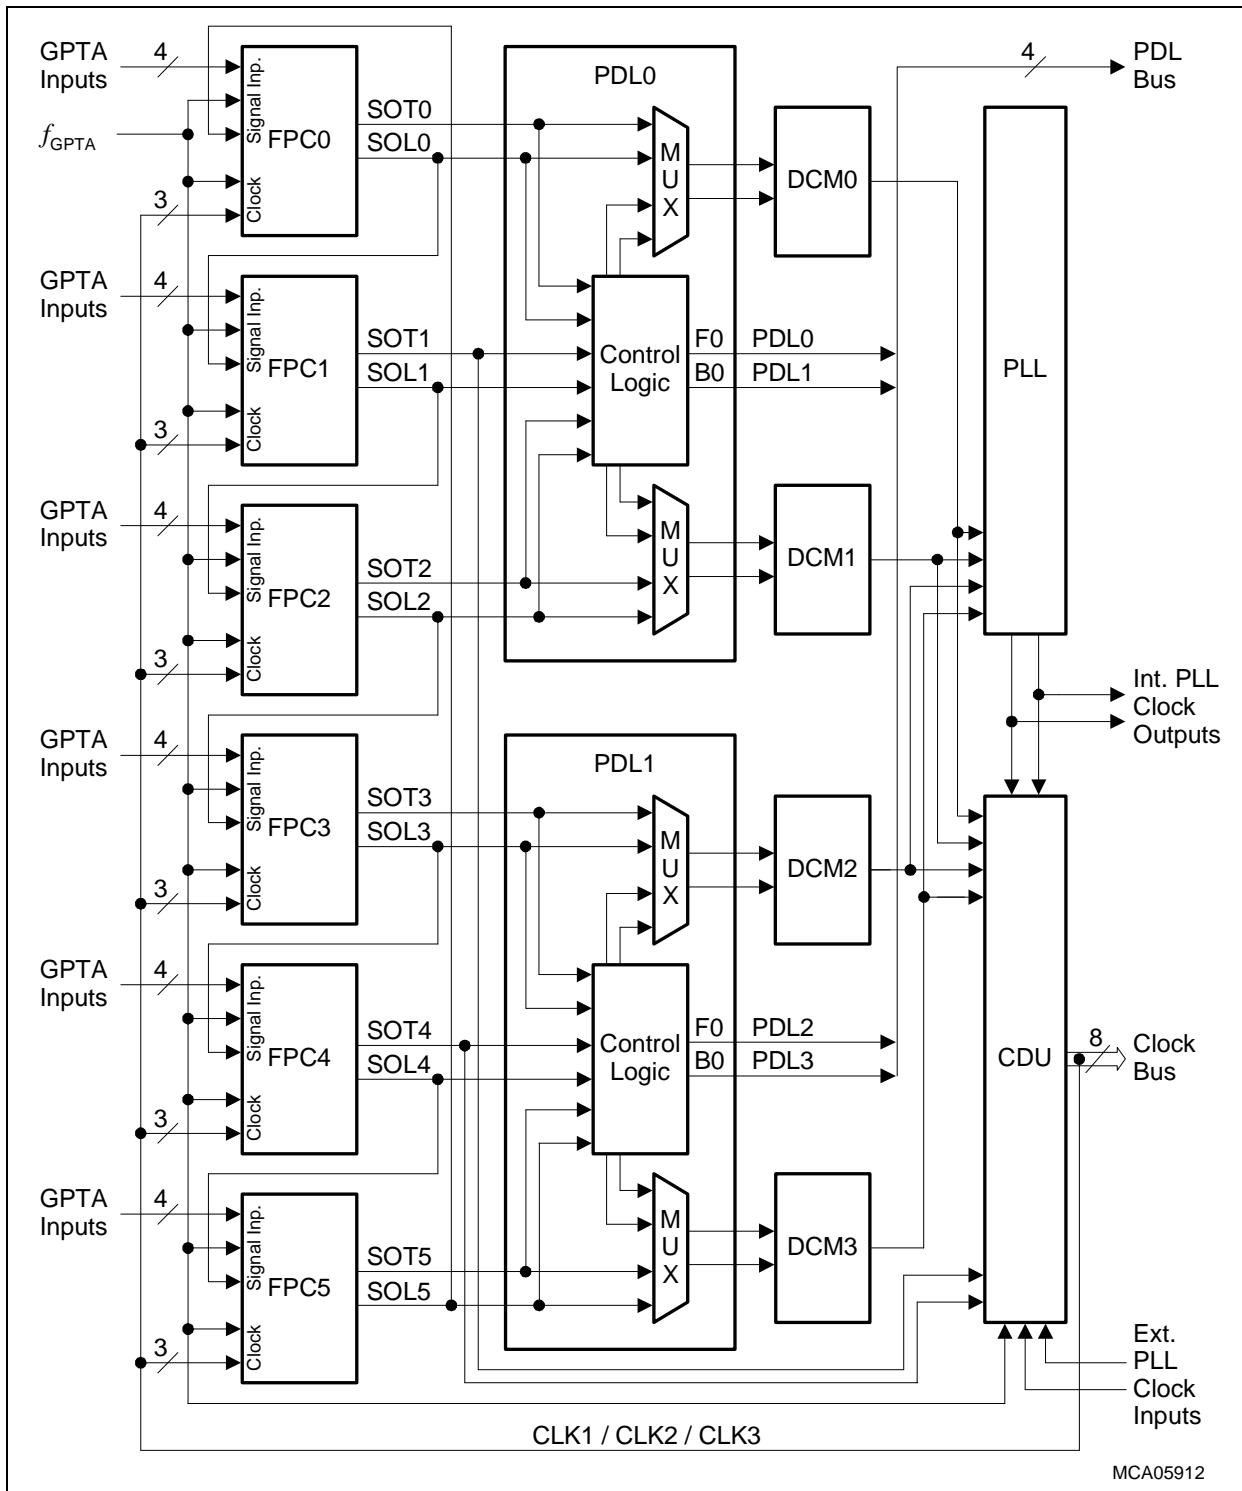 GPTA
Inputs
4
Signal Inp.
Clock
FPC0
SOT0
SOL0
f GPTA
3
PDL0
M
U
X
DCM0
4
PDL
Bus
GPTA
Inputs
4
Signal Inp.
Clock
FPC1
SOT1
SOL1
3
Control
Logic
F0
B0
PDL0
PDL1
PLL
GPTA
Inputs
4
Signal Inp.
Clock
FPC2
SOT2
SOL2
3
M
U
X
DCM1
Int. PLL
Clock
Outputs
GPTA
Inputs
4
Signal Inp.
Clock
FPC3
SOT3
SOL3
3
PDL1
M
U
X
DCM2
GPTA
Inputs
4
Signal Inp.
Clock
FPC4
SOT4
SOL4
3
Control
Logic
F0
B0
PDL2
PDL3
CDU
8
Clock
Bus
GPTA
Inputs
4
Signal Inp.
Clock
FPC5
SOT5
SOL5
3
M
U
X
DCM3
Ext.
PLL
Clock
Inputs
CLK1 / CLK2 / CLK3
MCA05912